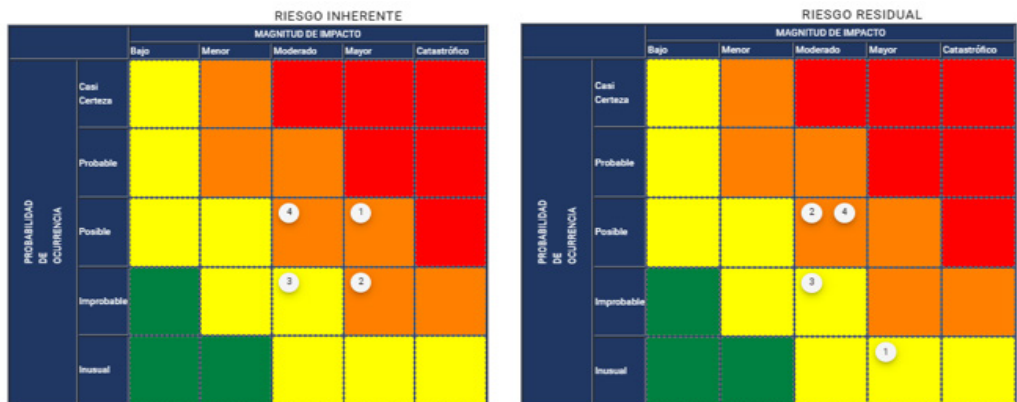 RIESGO INHERENTE
MAGNITUD DE IMPACTO
Bajo Menor Moderado Mayor Catastrófico
PROBABILIDAD
DE
OCURRENCIA
Casi
Certeza
Probable
Posible
4 1
Improbable
3 2
Inusual
RIESGO RESIDUAL
MAGNITUD DE IMPACTO
Bajo Menor Moderado Mayor Catastrófico
PROBABILIDAD
DE
OCURRENCIA
Casi
Certeza
Probable
Posible
2 4
Improbable
3
Inusual
1